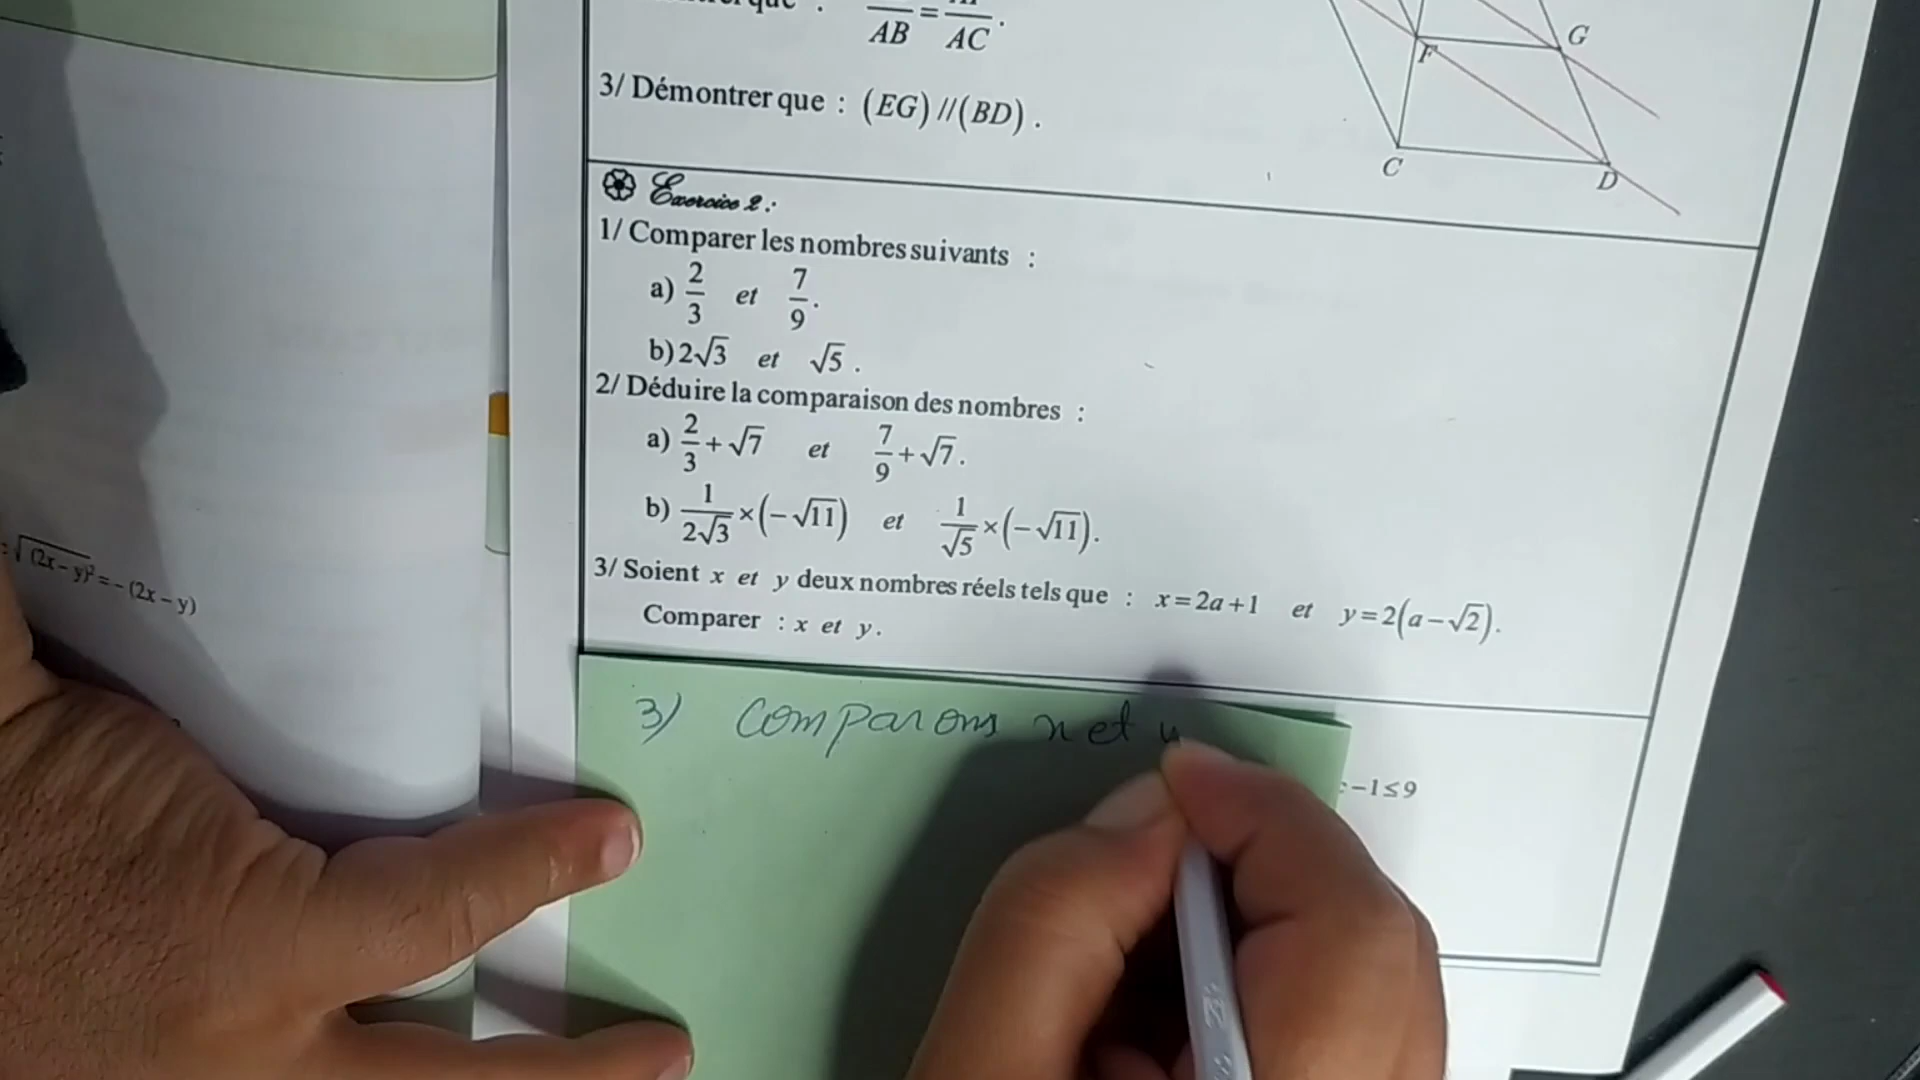 AB = AC .
3/ Démontrer que : (EG) // (BD) .
F
G
C
D
Exercice 2 :
1/ Comparer les nombres suivants :
a) 2/3 et 7/9 .
b) 2√3 et √5 .
2/ Déduire la comparaison des nombres :
a) 2/3 + √7 et 7/9 + √7 .
b) 1/(2√3) × (−√11) et 1/√5 × (−√11) .
3/ Soient x et y deux nombres réels tels que : x = 2a + 1 et y = 2(a − √2) .
Comparer : x et y .
= √(2x − y)² = − (2x − y)
3) Comparons x et y
: −1 ≤ 9